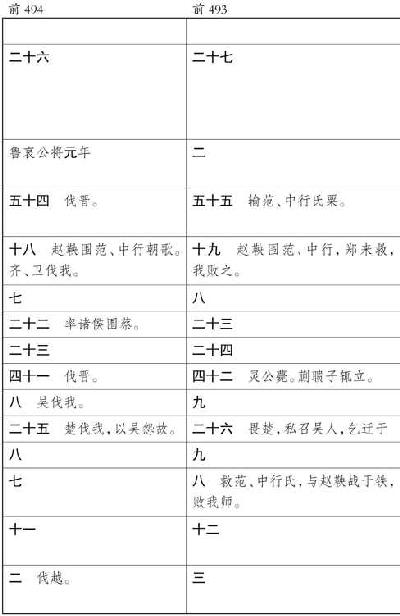 前494 前493
二十六 二十七
鲁哀公将元年 二
五十四 伐晋。 五十五 输范、中行氏粟。
十八 赵鞅围范、中行朝歌。 十九 赵鞅围范，中行，郑来救，
齐、卫伐我。 我败之。
七 八
二十二 率诸侯围蔡。 二十三
二十三 二十四
四十一 伐晋。 四十二 灵公薨。蒯聩子辄立。
八 吴伐我。 九
二十五 楚伐我，以吴怨故。 二十六 畏楚，私召吴人，乞迁于
八 九
七 八 救范、中行氏，与赵鞅战于铁，
败我师。
十一 十二
二 伐越。 三